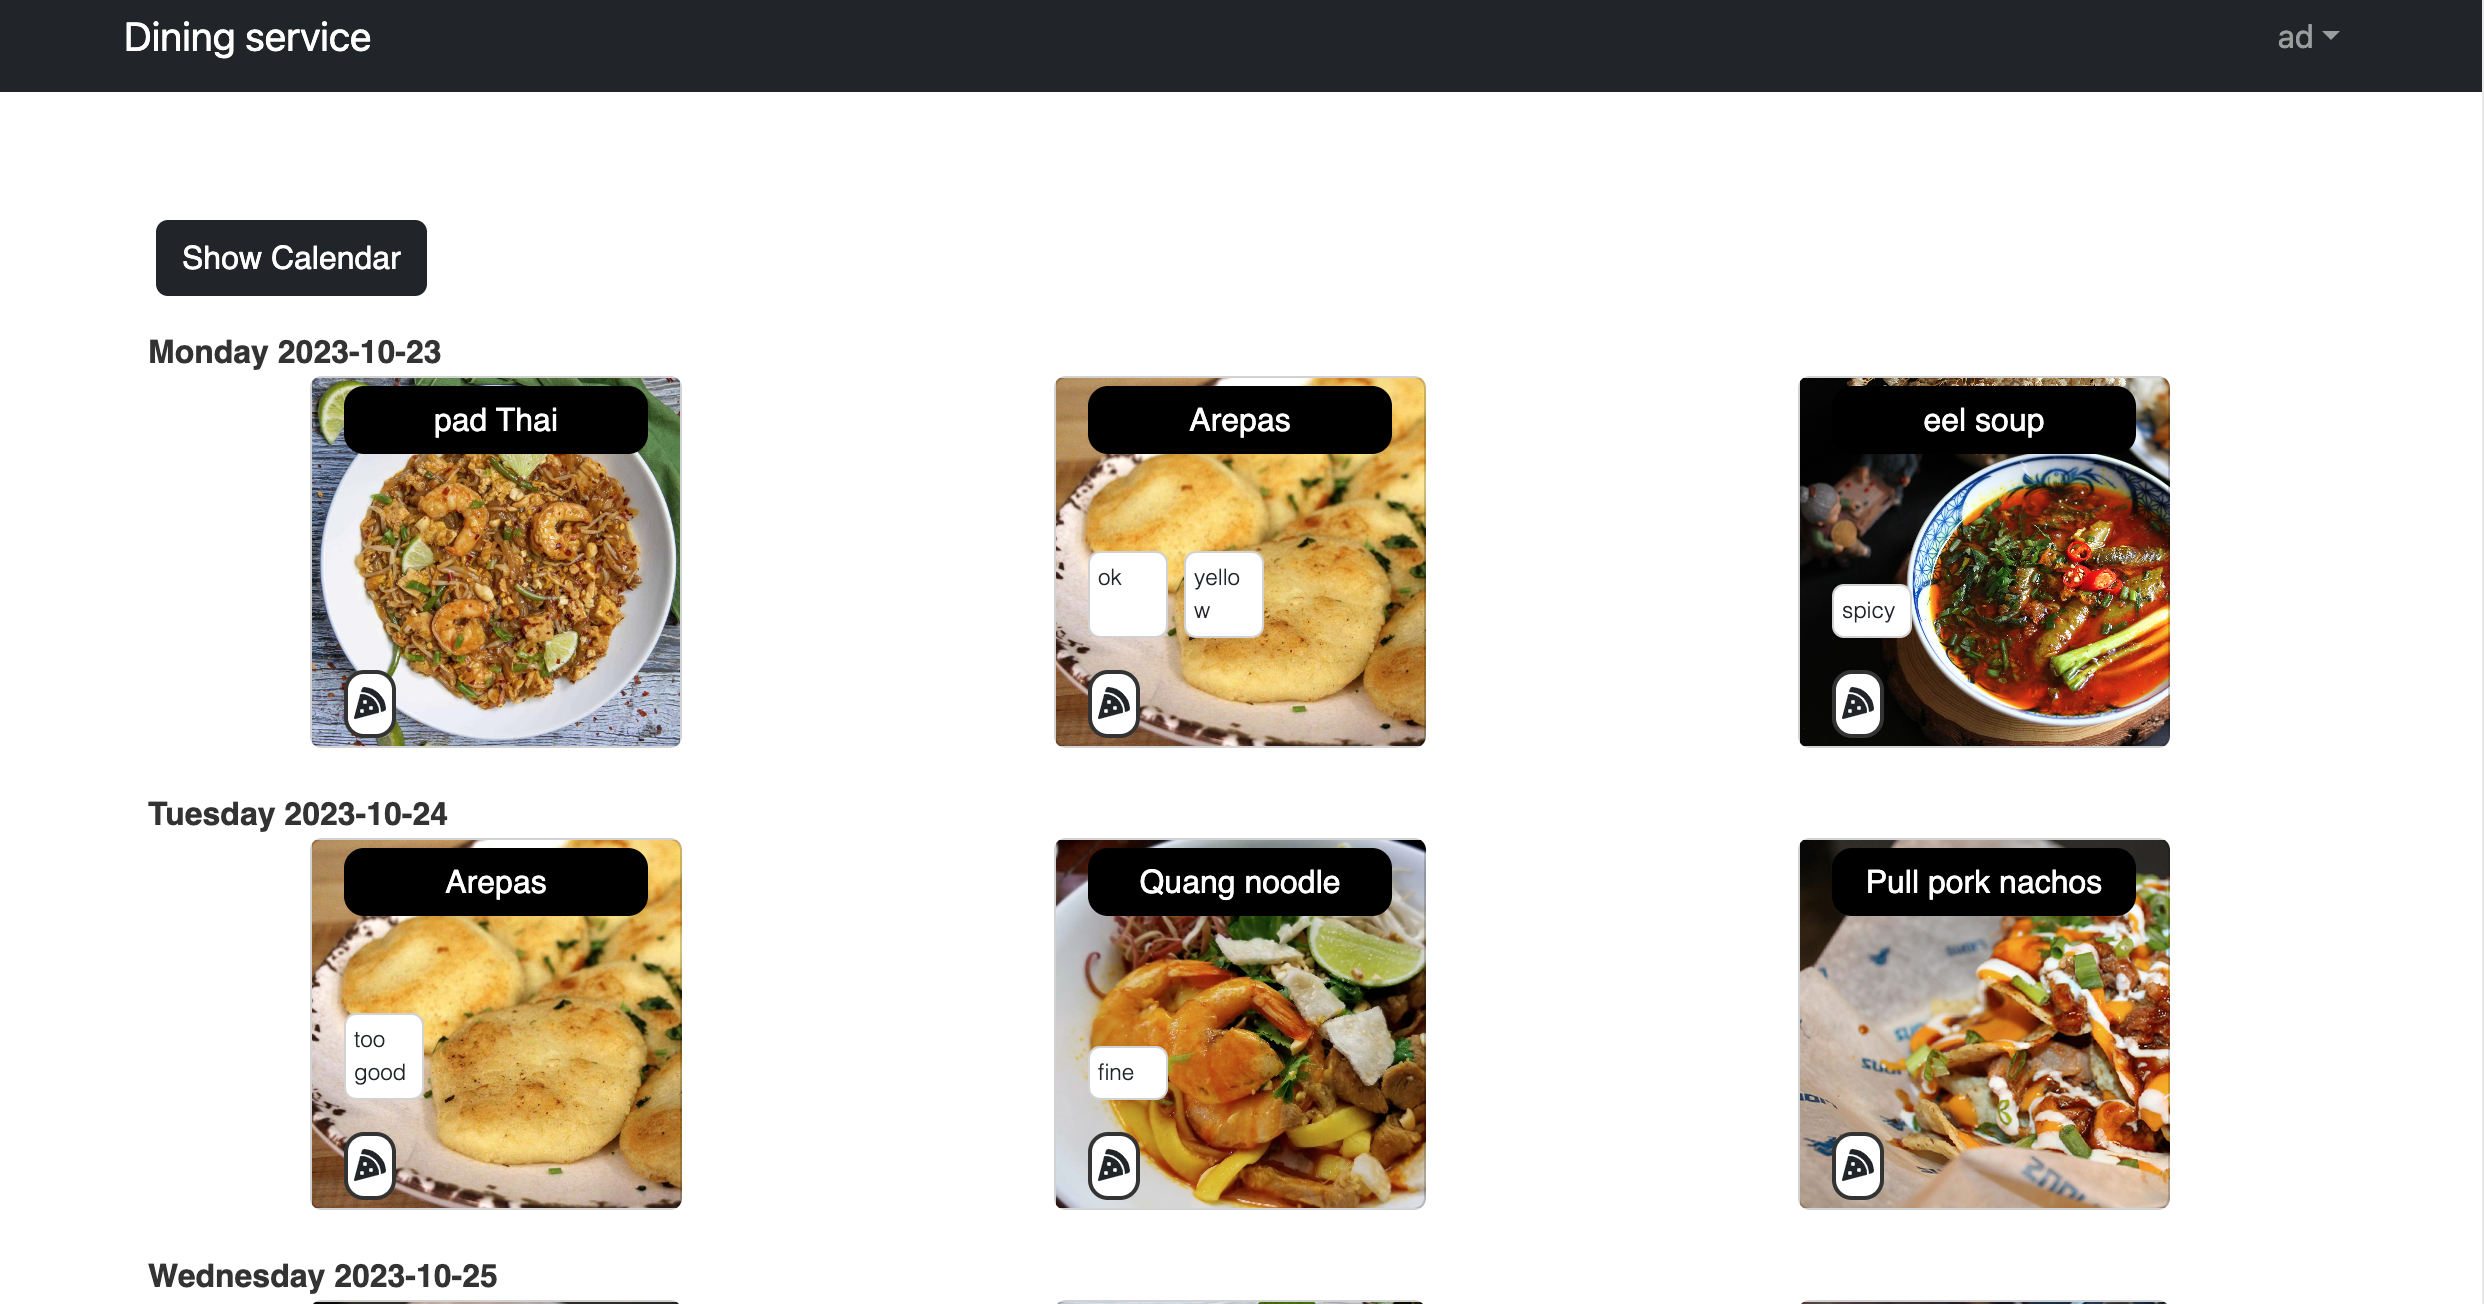 Dining service
ad
Show Calendar
Monday 2023-10-23
pad Thai
Arepas
eel soup
ok
yello
w
spicy
Tuesday 2023-10-24
Arepas
Quang noodle
Pull pork nachos
too
good
fine
Wednesday 2023-10-25